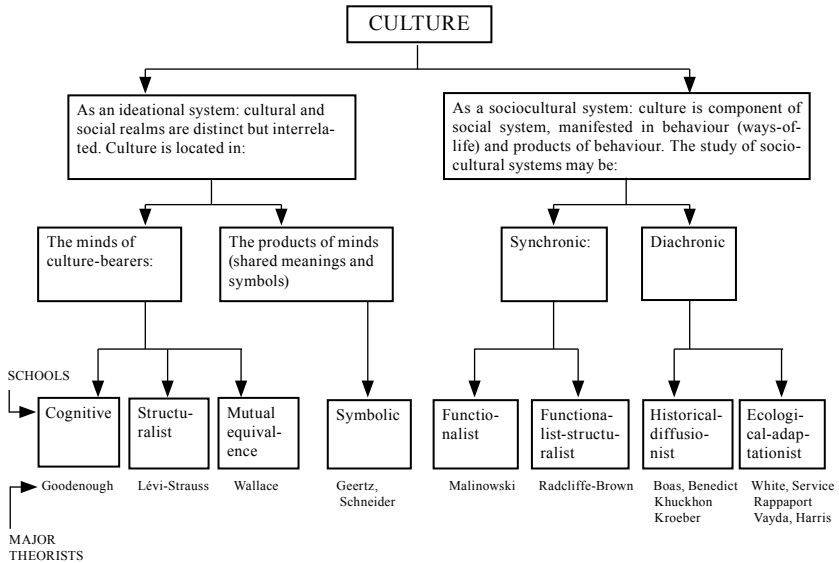 CULTURE
As an ideational system: cultural and
social realms are distinct but interrela-
ted. Culture is located in:
As a sociocultural system: culture is component of
social system, manifested in behaviour (ways-of-
life) and products of behaviour. The study of socio-
cultural systems may be:
The minds of
culture-bearers:
The products of minds
(shared meanings and
symbols)
Synchronic:
Diachronic
SCHOOLS
Cognitive
Structu-
ralist
Mutual
equival-
ence
Symbolic
Functio-
nalist
Functiona-
list-structu-
ralist
Historical-
diffusio-
nist
Ecolog-
ical-adap-
tationist
Goodenough
Lévi-Strauss
Wallace
Geertz,
Schneider
Malinowski
Radcliffe-Brown
Boas, Benedict
Khuckhon
Kroeber
White, Service
Rappaport
Vayda, Harris
MAJOR
THEORISTS